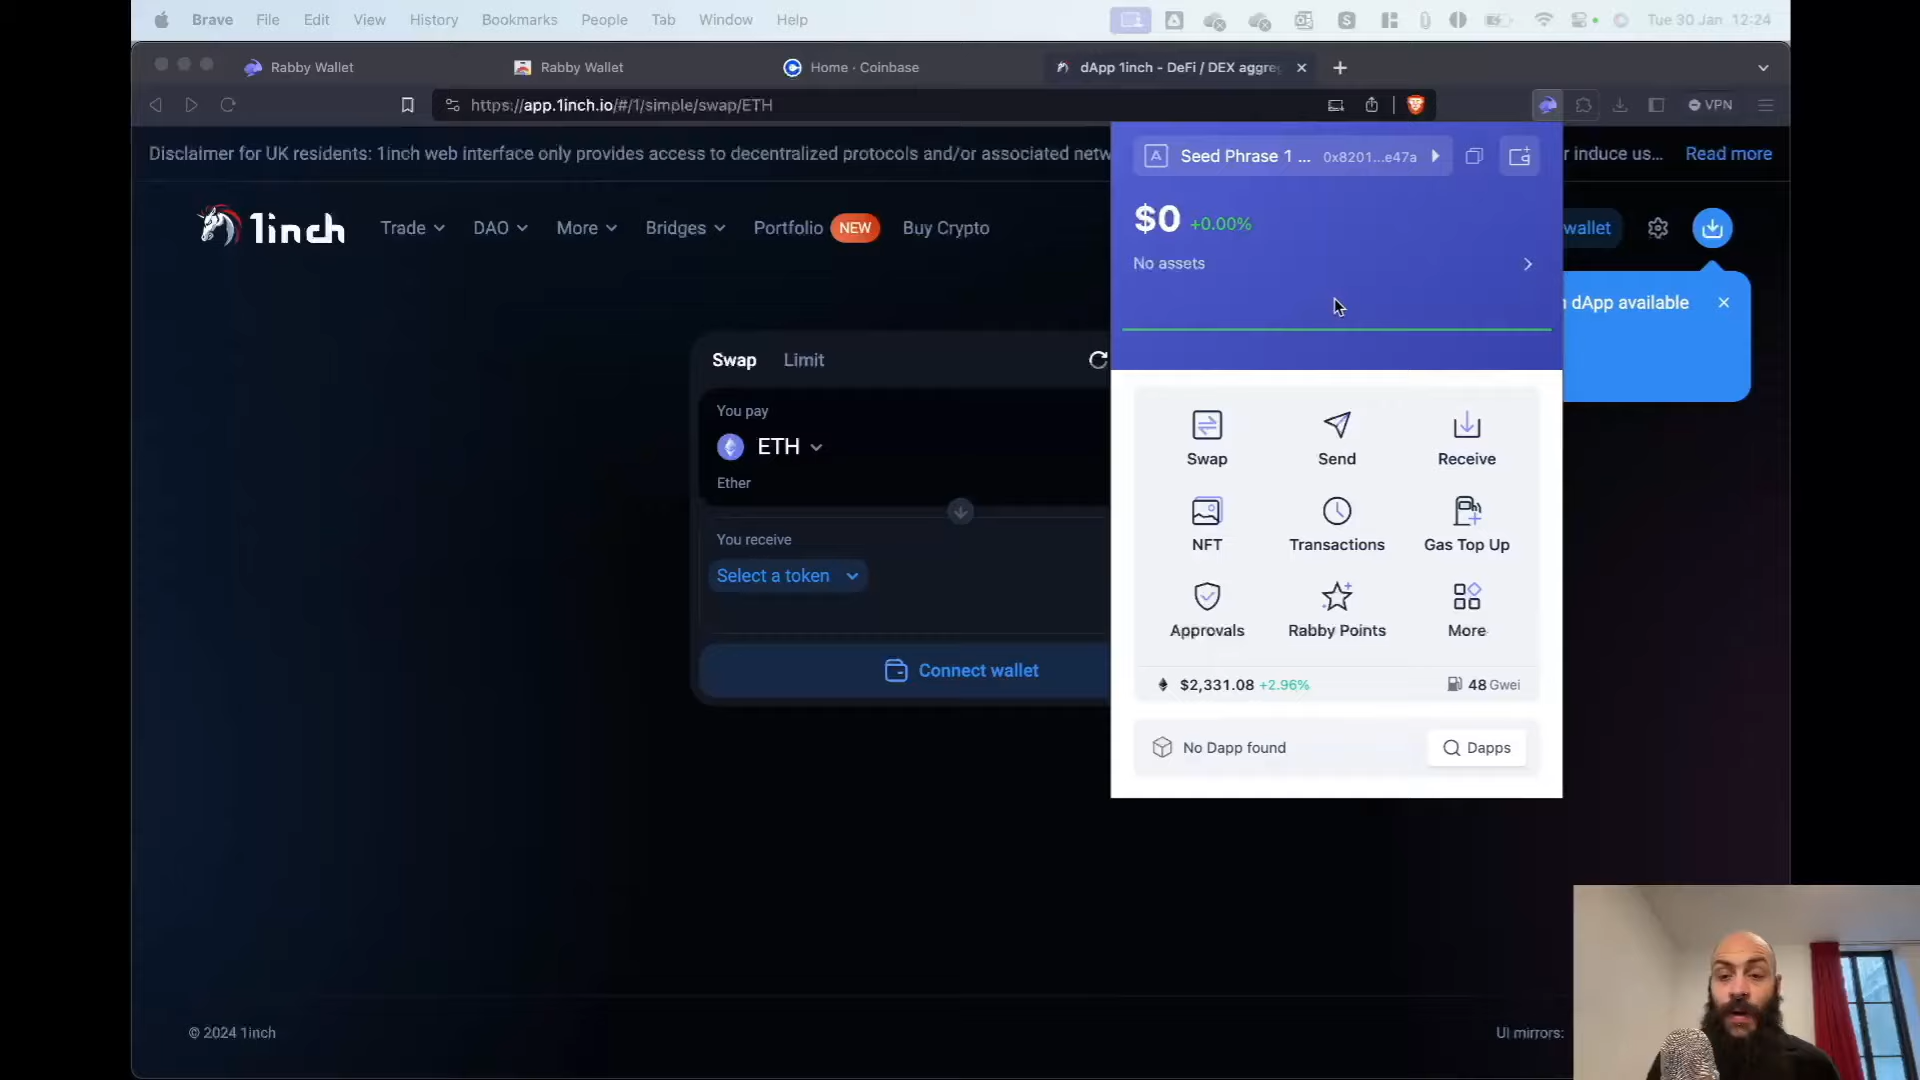 Brave File Edit View History Bookmarks People Tab Window Help
Tue 30 Jan 12:24
Rabby Wallet
Rabby Wallet
Home · Coinbase
dApp 1inch - DeFi / DEX aggre
https://app.1inch.io/#/1/simple/swap/ETH
VPN
Disclaimer for UK residents: 1inch web interface only provides access to decentralized protocols and/or associated netw
r induce us... Read more
Seed Phrase 1 ... 0x8201...e47a
1inch
Trade DAO More Bridges Portfolio NEW Buy Crypto
wallet
$0 +0.00%
No assets
dApp available
Swap Limit
You pay
ETH
Ether
You receive
Select a token
Connect wallet
Swap Send Receive
NFT Transactions Gas Top Up
Approvals Rabby Points More
$2,331.08 +2.96% 48 Gwei
No Dapp found Dapps
© 2024 1inch
UI mirrors: